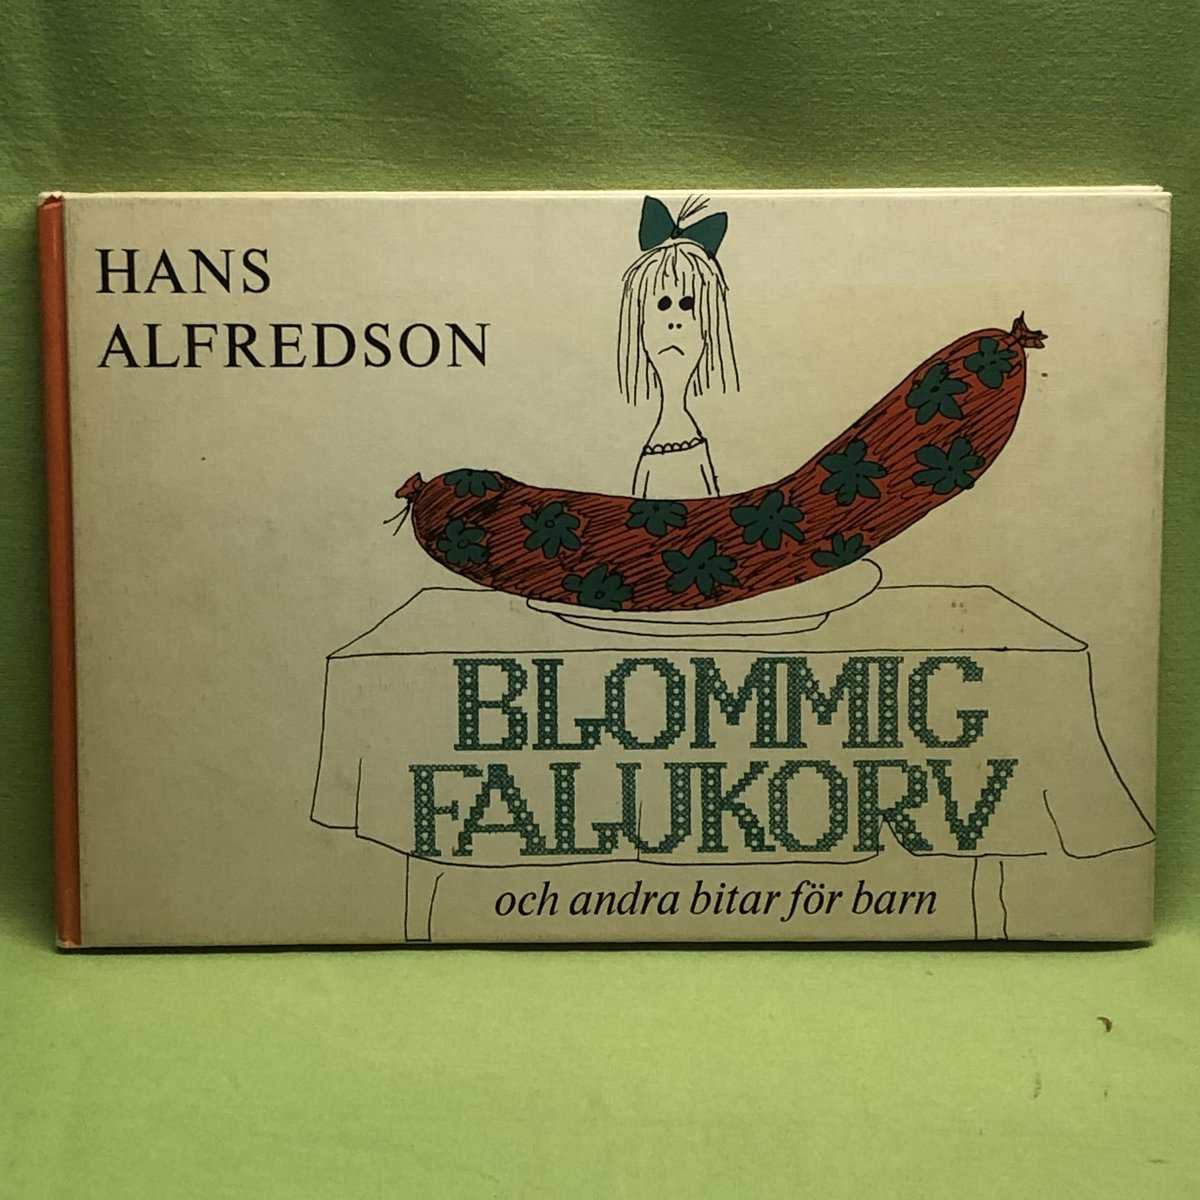 HANS
ALFREDSON
BLOMMIG
FALUKORV
och andra bitar för barn